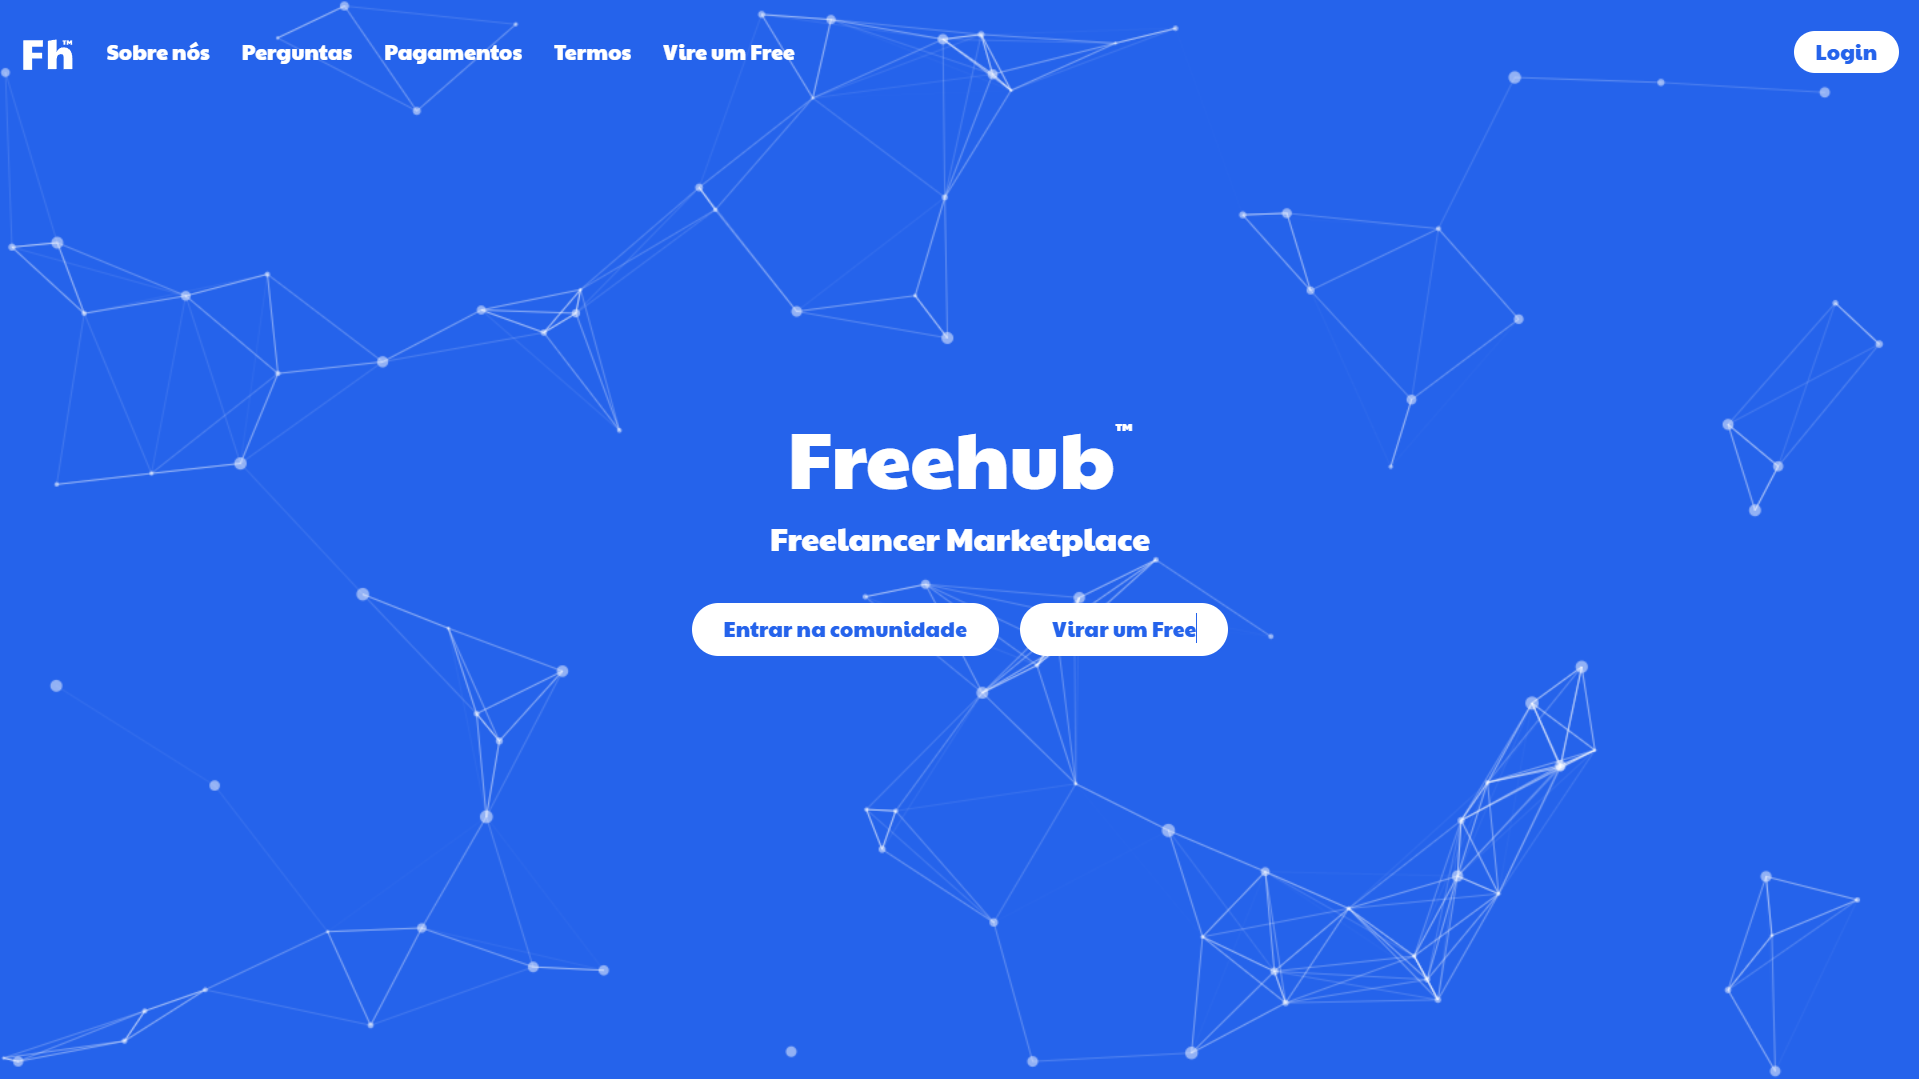 Fh™ Sobre nós Perguntas Pagamentos Termos Vire um Free Login
Freehub™
Freelancer Marketplace
Entrar na comunidade Virar um Free